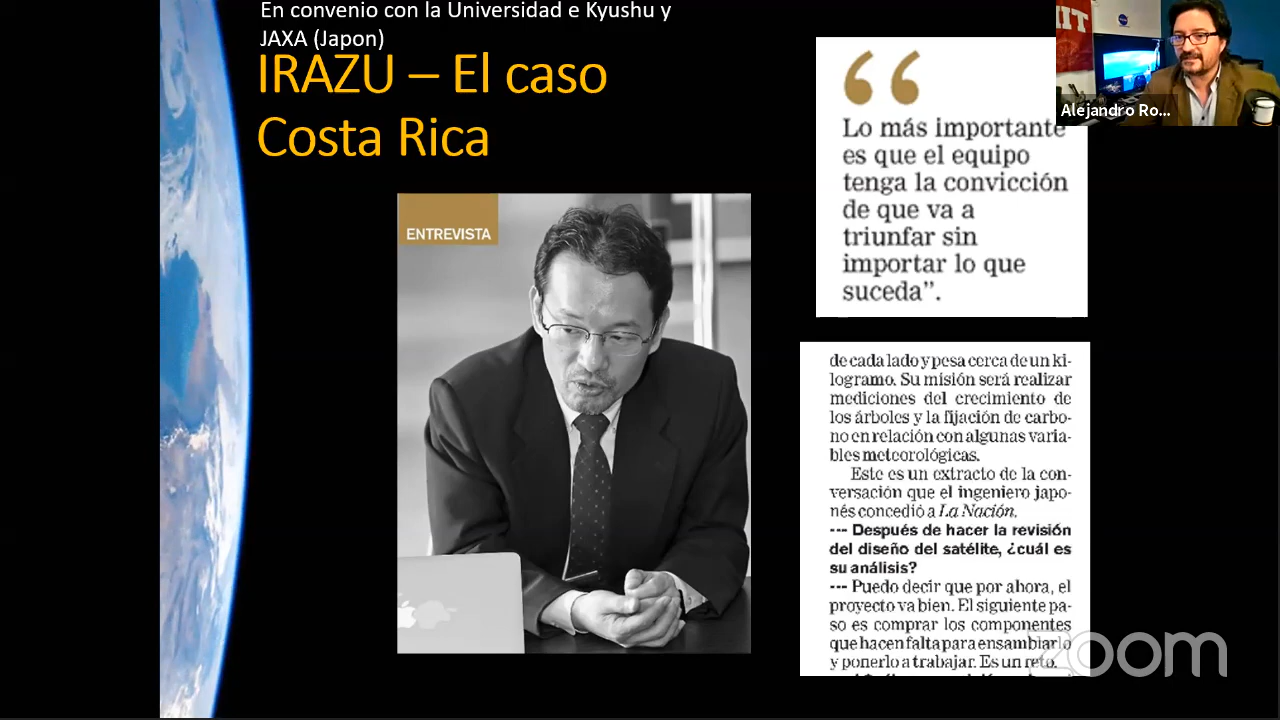 En convenio con la Universidad e Kyushu y
JAXA (Japon)
IRAZU – El caso
Costa Rica
ENTREVISTA
“
Lo más importante
es que el equipo
tenga la convicción
de que va a
triunfar sin
importar lo que
suceda”.
Alejandro Ro...
de cada lado y pesa cerca de un ki-
logramo. Su misión será realizar
mediciones del crecimiento de
los árboles y la fijación de carbo-
no en relación con algunas varia-
bles meteorológicas.
Este es un extracto de la con-
versación que el ingeniero japo-
nés concedió a La Nación.
--- Después de hacer la revisión
del diseño del satélite, ¿cuál es
su análisis?
--- Puedo decir que por ahora, el
proyecto va bien. El siguiente pa-
so es comprar los componentes
que hacen falta para ensamblarlo
y ponerlo a trabajar. Es un reto.
zoom